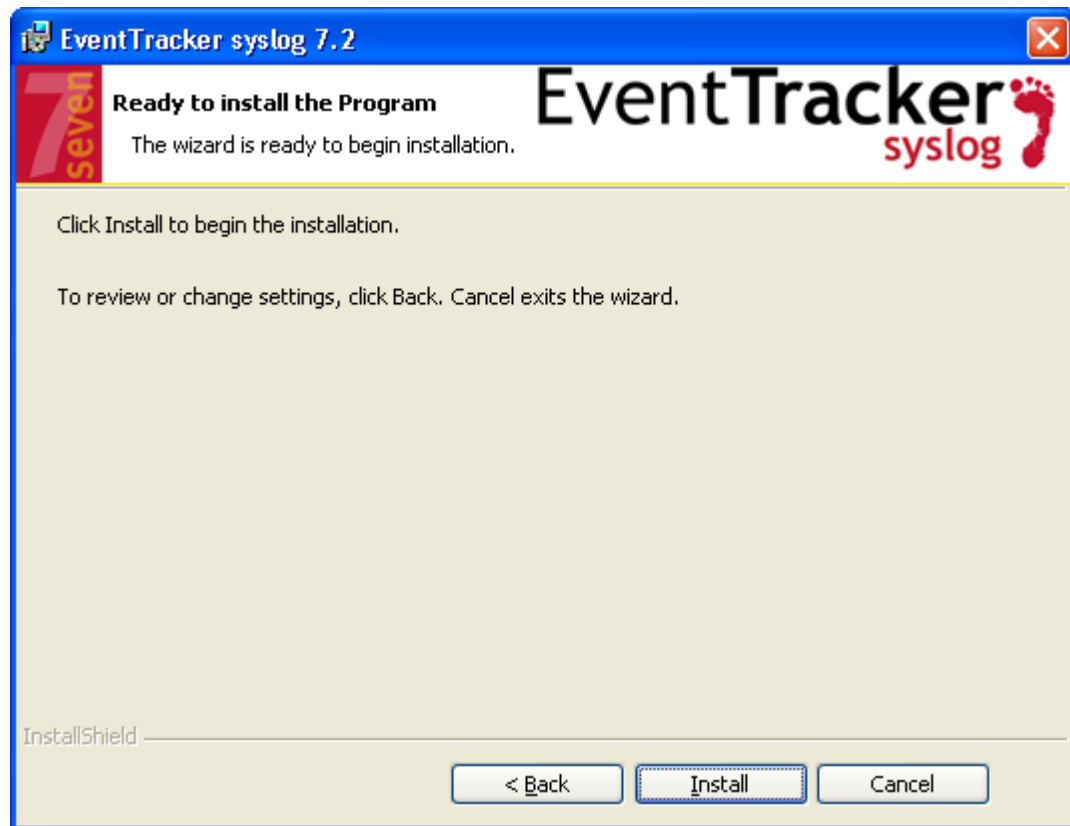 EventTracker syslog 7.2
7
seven
Ready to install the Program
The wizard is ready to begin installation.
EventTracker
syslog
Click Install to begin the installation.
To review or change settings, click Back. Cancel exits the wizard.
InstallShield
< Back
Install
Cancel